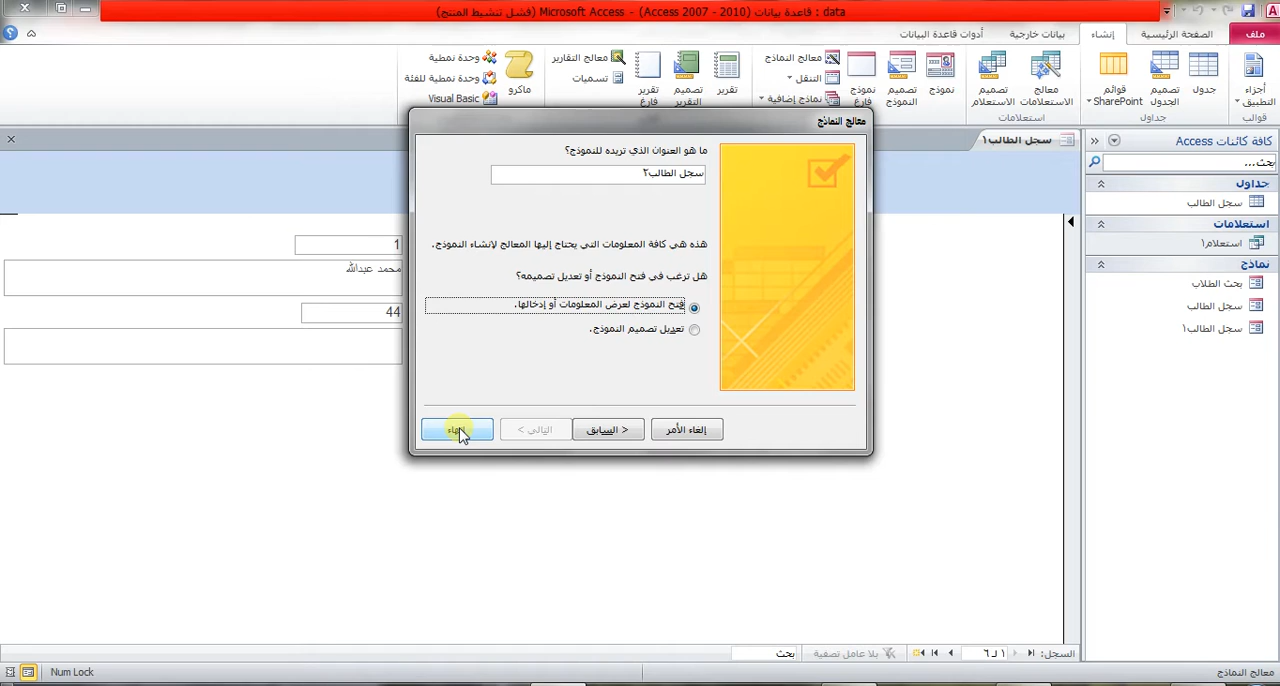 data : قاعدة بيانات (Access 2007 - 2010) - Microsoft Access (فشل تنشيط المنتج)
ملف
الصفحة الرئيسية
إنشاء
بيانات خارجية
أدوات قاعدة البيانات
أجزاء التطبيق
جدول
تصميم الجدول
قوائم SharePoint
معالج الاستعلامات
تصميم الاستعلام
نموذج
تصميم النموذج
نموذج فارغ
معالج النماذج
التنقل
نماذج إضافية
تقرير
تصميم التقرير
تقرير فارغ
معالج التقارير
تسميات
ماكرو
وحدة نمطية
وحدة نمطية للفئة
Visual Basic
قوالب
جدول
استعلامات
كافة كائنات Access
بحث...
جداول
سجل الطالب
استعلامات
استعلام١
نماذج
بحث الطلاب
سجل الطالب
سجل الطالب١
سجل الطالب١
1
محمد عبدالله
44
معالج النماذج
ما هو العنوان الذي تريده للنموذج؟
سجل الطالب٢
هذه هي كافة المعلومات التي يحتاج إليها المعالج لإنشاء النموذج.
هل ترغب في فتح النموذج أو تعديل تصميمه؟
فتح النموذج لعرض المعلومات أو إدخالها.
تعديل تصميم النموذج.
إلغاء الأمر
< السابق
التالي >
إنهاء
السجل:
١ لـ ٦
بلا عامل تصفية
بحث
معالج النماذج
Num Lock